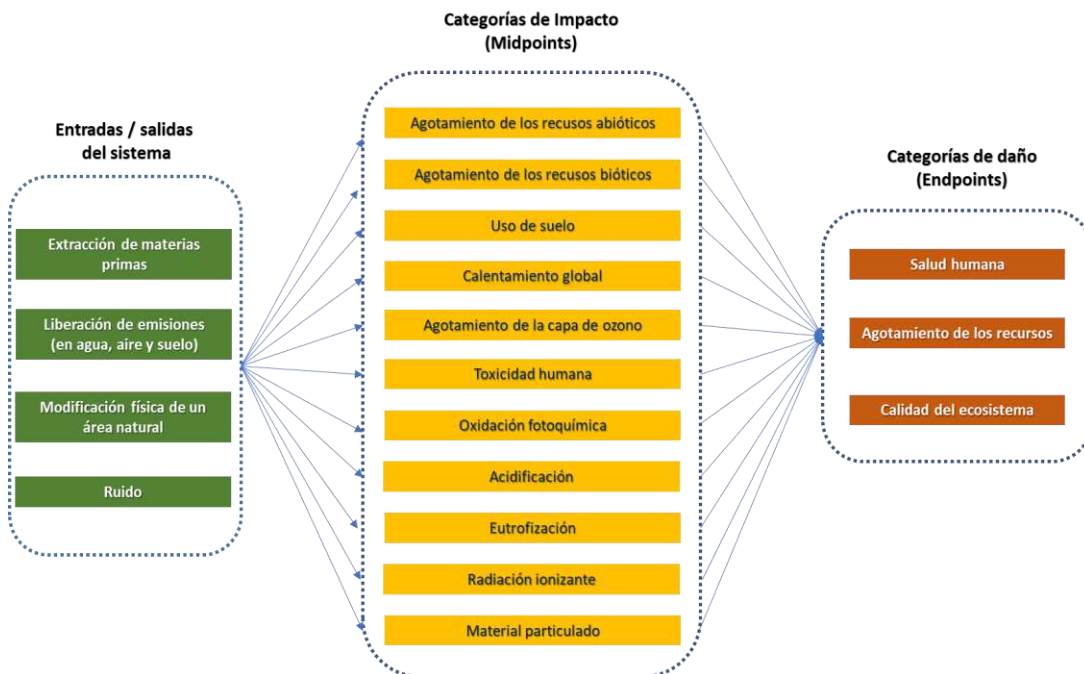 Categorías de Impacto
(Midpoints)
Entradas / salidas
del sistema
Extracción de materias
primas
Liberación de emisiones
(en agua, aire y suelo)
Modificación física de un
área natural
Ruido
Agotamiento de los recusos abióticos
Agotamiento de los recusos bióticos
Uso de suelo
Calentamiento global
Agotamiento de la capa de ozono
Toxicidad humana
Oxidación fotoquímica
Acidificación
Eutrofización
Radiación ionizante
Material particulado
Categorías de daño
(Endpoints)
Salud humana
Agotamiento de los recursos
Calidad del ecosistema